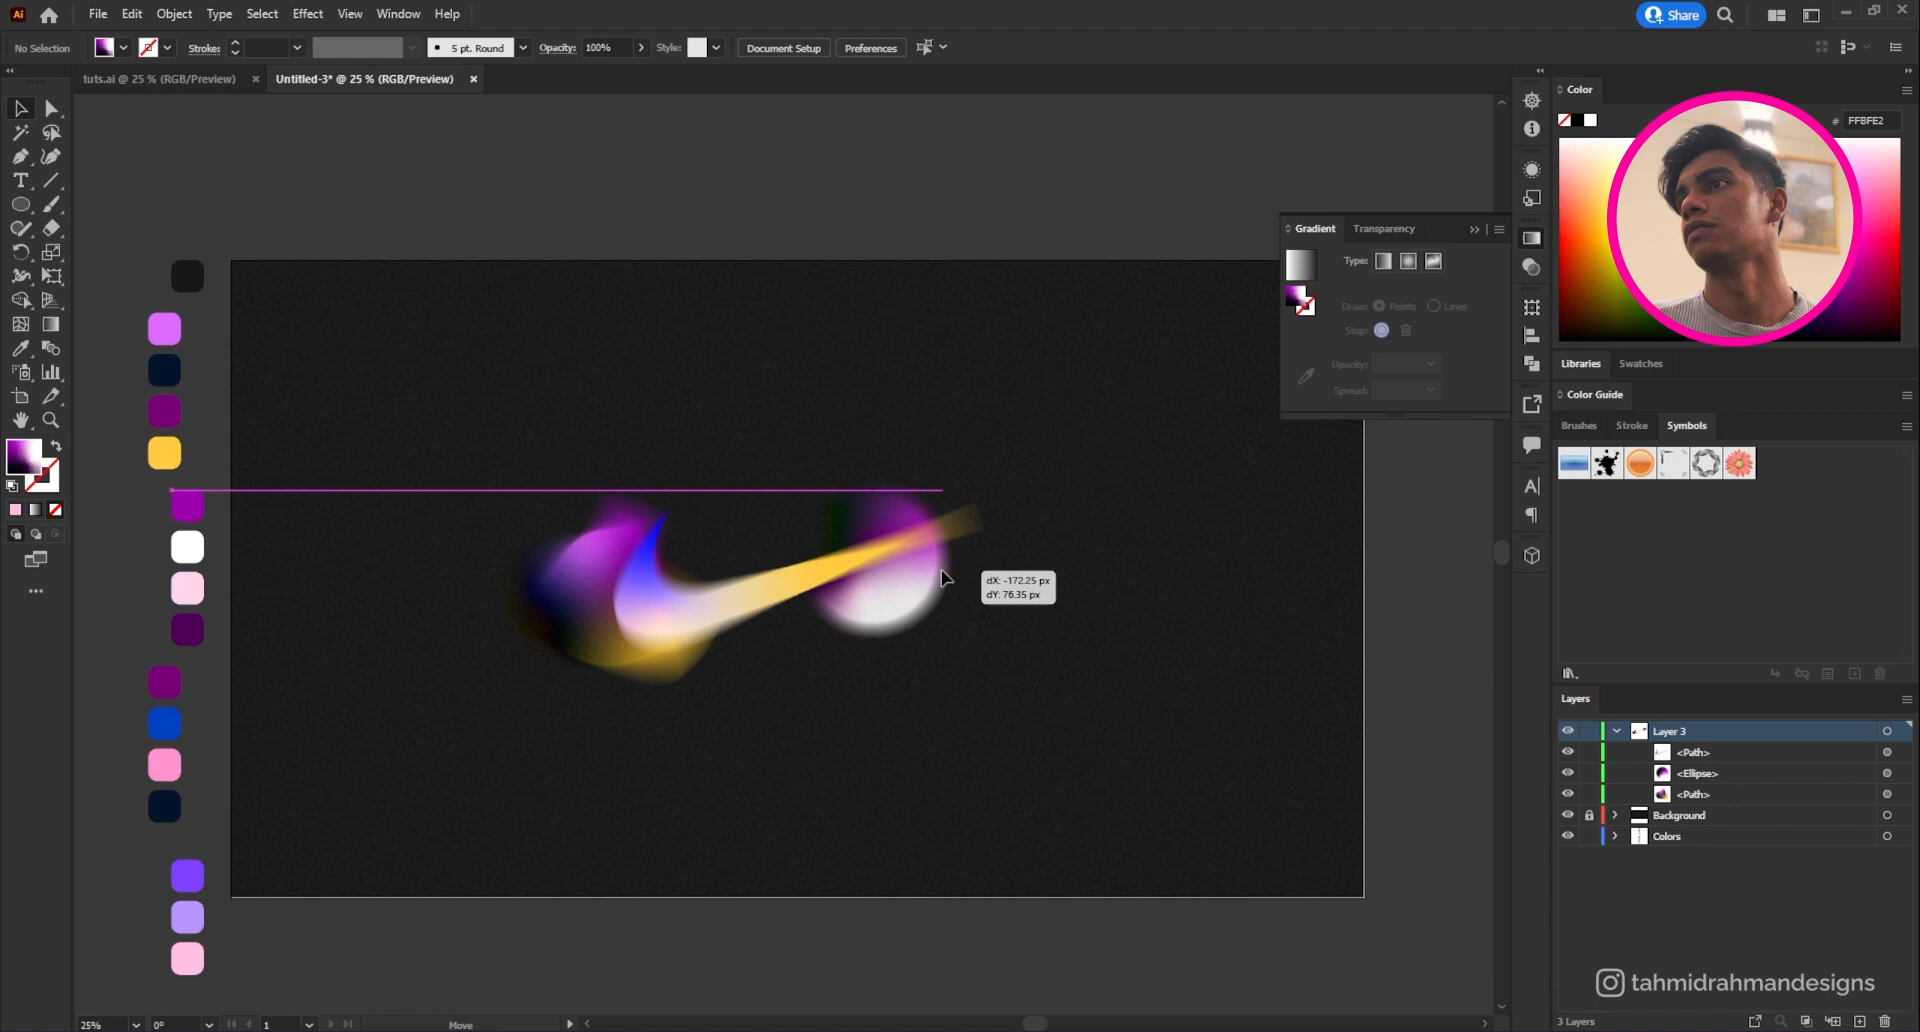 Ai File Edit Object Type Select Effect View Window Help Share
No Selection Stroke: 5 pt. Round Opacity: 100% Style: Document Setup Preferences
tuts.ai @ 25 % (RGB/Preview) × Untitled-3* @ 25 % (RGB/Preview) ×
Color
# FFBFE2
Gradient Transparency
Type:
Draw: Points Lines
Stop:
Opacity:
Spread:
Libraries Swatches
Color Guide
Brushes Stroke Symbols
dX: -172.25 px
dY: 76.35 px
Layers
Layer 3
<Path>
<Ellipse>
<Path>
Background
Colors
tahmidrahmandesigns
25% 0° 1 Move
3 Layers